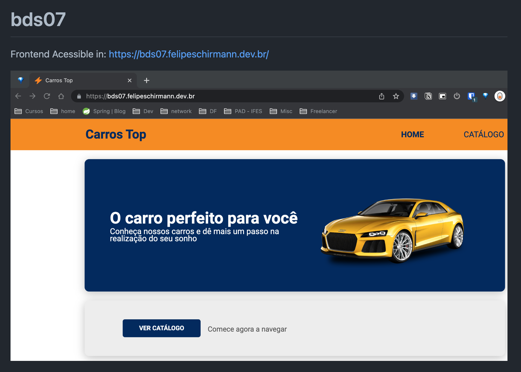 bds07
Frontend Acessible in: https://bds07.felipeschirmann.dev.br/
Carros Top
https://bds07.felipeschirmann.dev.br
Cursos home Spring | Blog Dev network DF PAD - IFES Misc Freelancer
Carros Top HOME CATÁLOGO
O carro perfeito para você
Conheça nossos carros e dê mais um passo na
realização do seu sonho
VER CATÁLOGO Comece agora a navegar